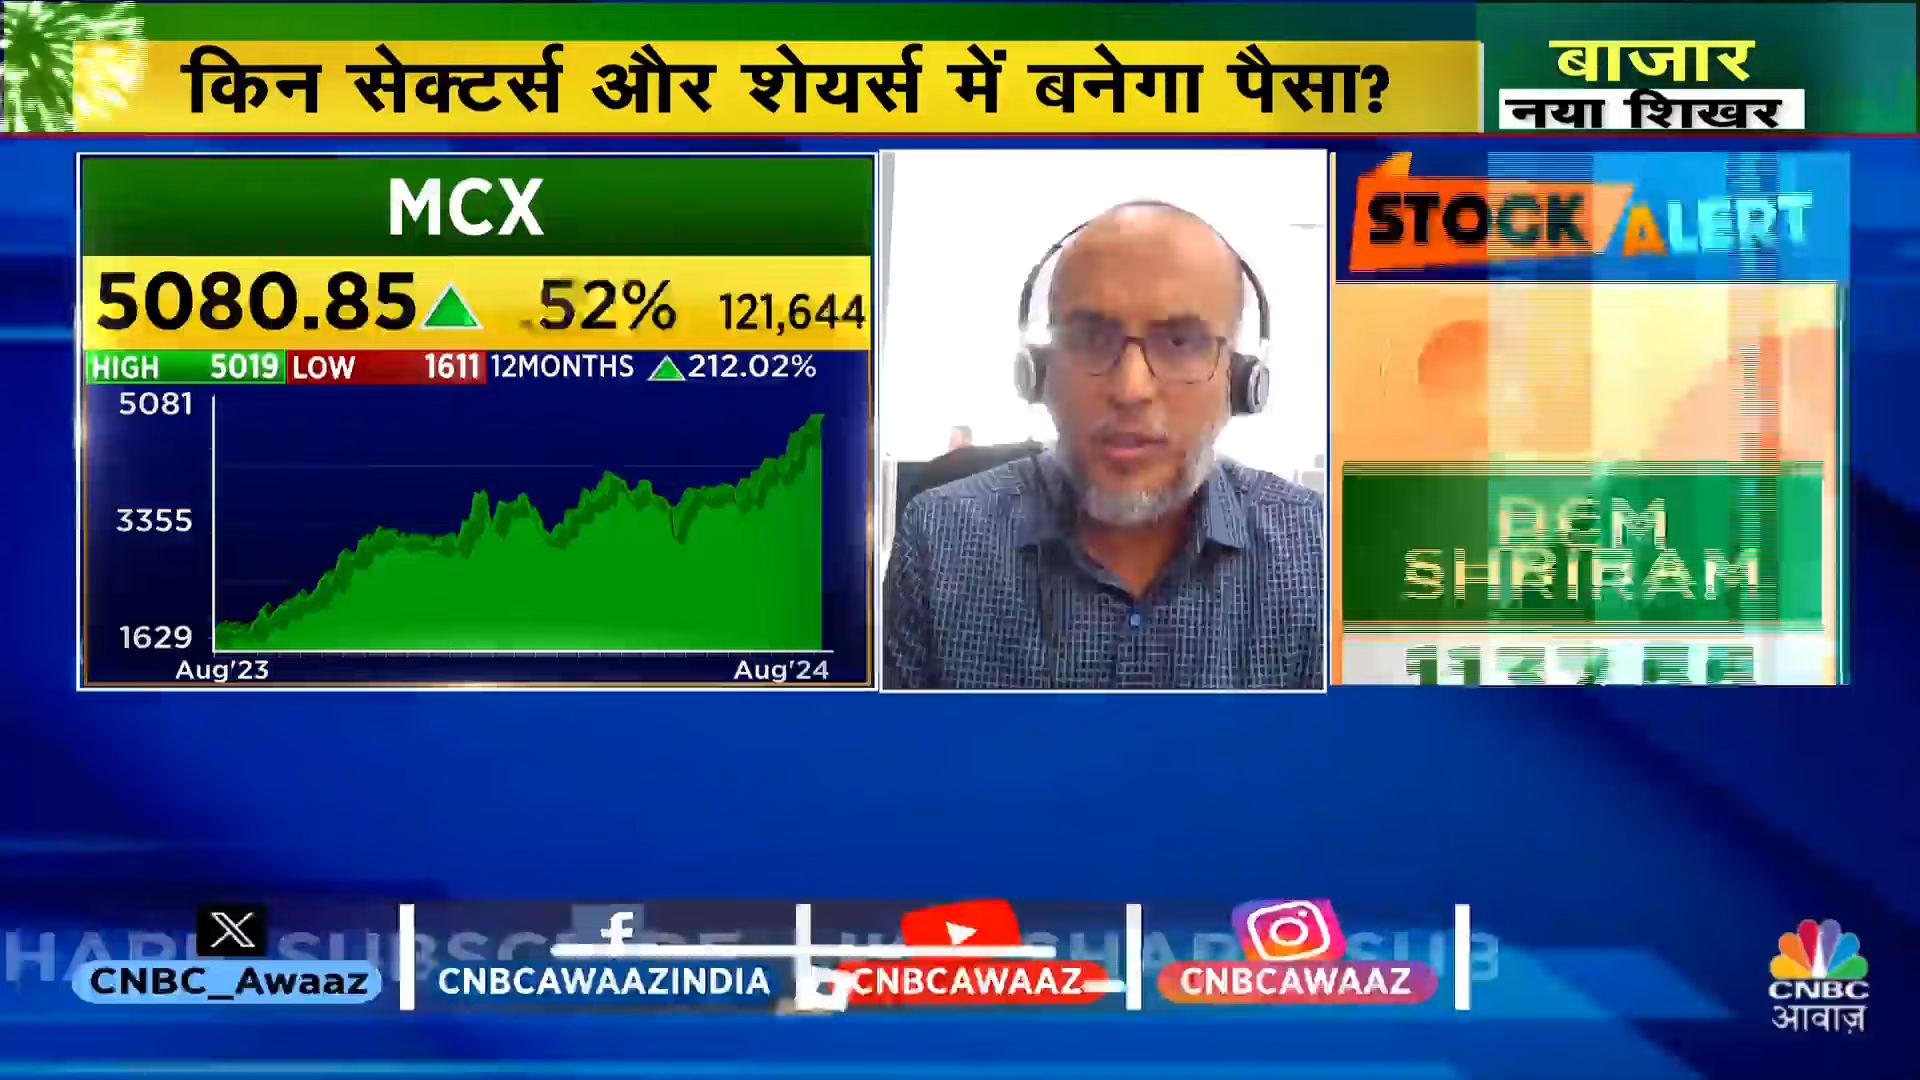 किन सेक्टर्स और शेयर्स में बनेगा पैसा?
बाजार
नया शिखर
MCX
5080.85 .52% 121,644
HIGH 5019 LOW 1611 12MONTHS 212.02%
5081
3355
1629
Aug'23 Aug'24
STOCK ALERT
SHRIRAM
CNBC_Awaaz
CNBCAWAAZINDIA
CNBCAWAAZ
CNBCAWAAZ
CNBC
आवाज़